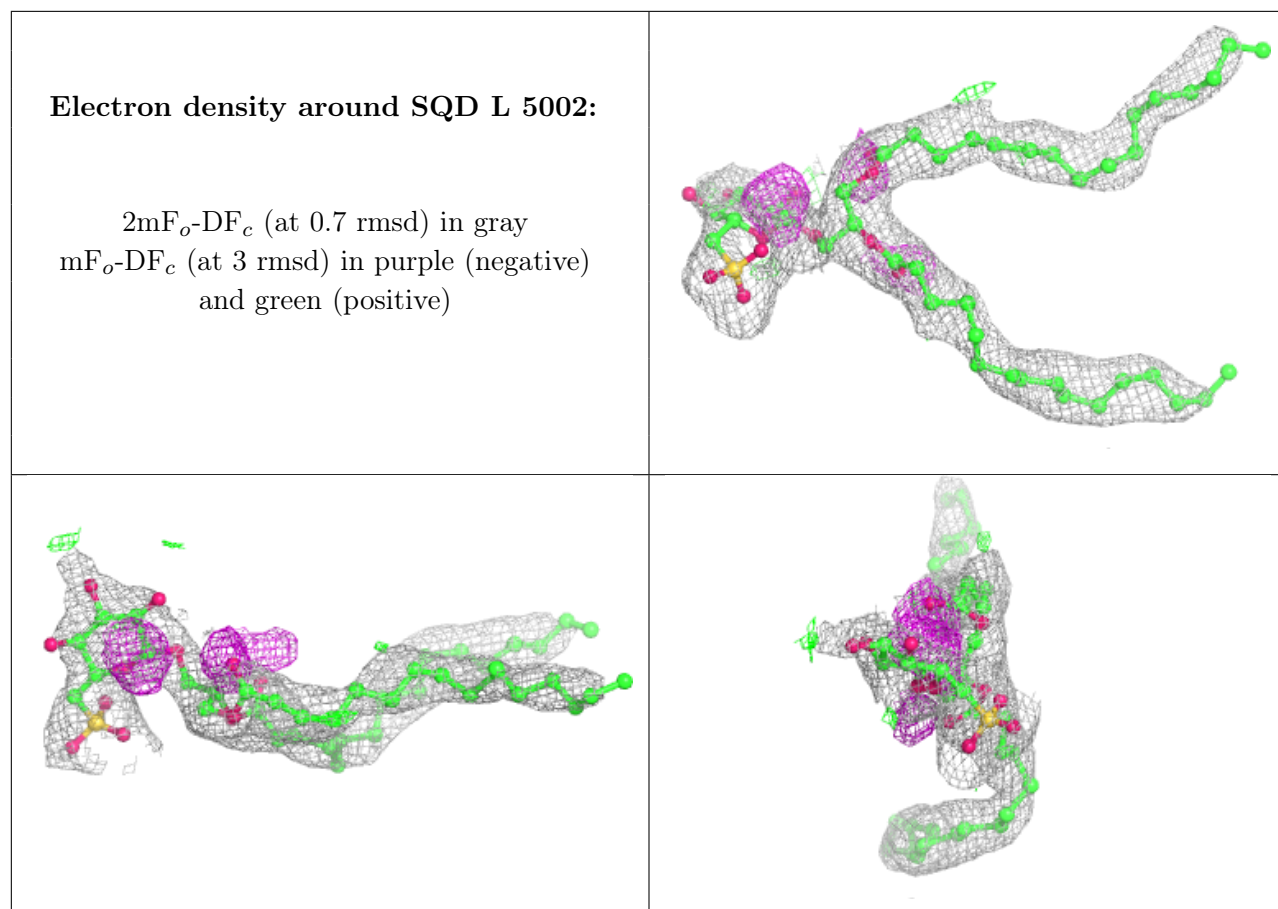 Electron density around SQD L 5002:
2mFo-DFc (at 0.7 rmsd) in gray
mFo-DFc (at 3 rmsd) in purple (negative)
and green (positive)